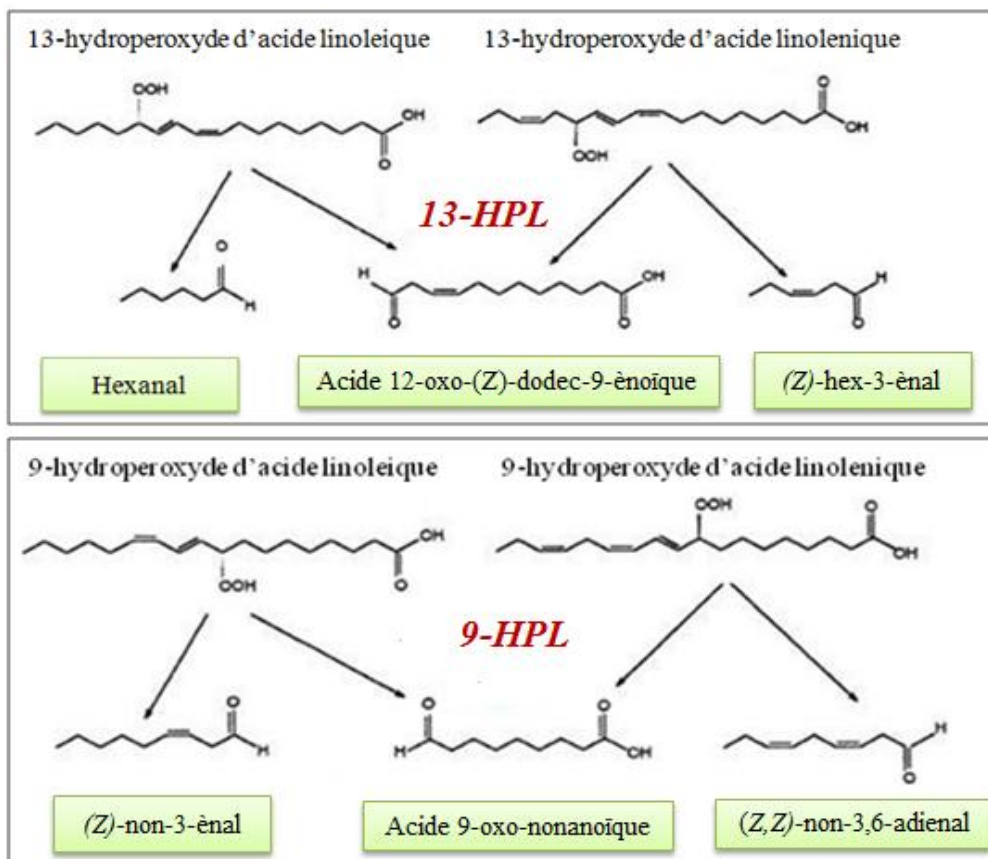 13-hydroperoxyde d'acide linoleique 13-hydroperoxyde d'acide linolenique
OOH
O
OH
O
OH
OOH
13-HPL
O
H
H
O
OH
O
H
O
Hexanal
Acide 12-oxo-(Z)-dodec-9-ènoïque
(Z)-hex-3-ènal
9-hydroperoxyde d'acide linoleique 9-hydroperoxyde d'acide linolenique
OOH
O
OH
O
OH
OOH
9-HPL
O
H
O
H
O
OH
H
O
(Z)-non-3-ènal
Acide 9-oxo-nonanoïque
(Z,Z)-non-3,6-adienal